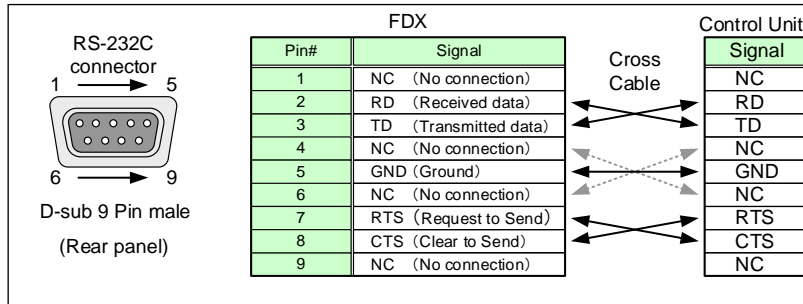 FDX
Control Unit
RS-232C
connector
1 5
6 9
D-sub 9 Pin male
(Rear panel)
Pin# Signal
1 NC (No connection)
2 RD (Received data)
3 TD (Transmitted data)
4 NC (No connection)
5 GND (Ground)
6 NC (No connection)
7 RTS (Request to Send)
8 CTS (Clear to Send)
9 NC (No connection)
Cross
Cable
Signal
NC
RD
TD
NC
GND
NC
RTS
CTS
NC